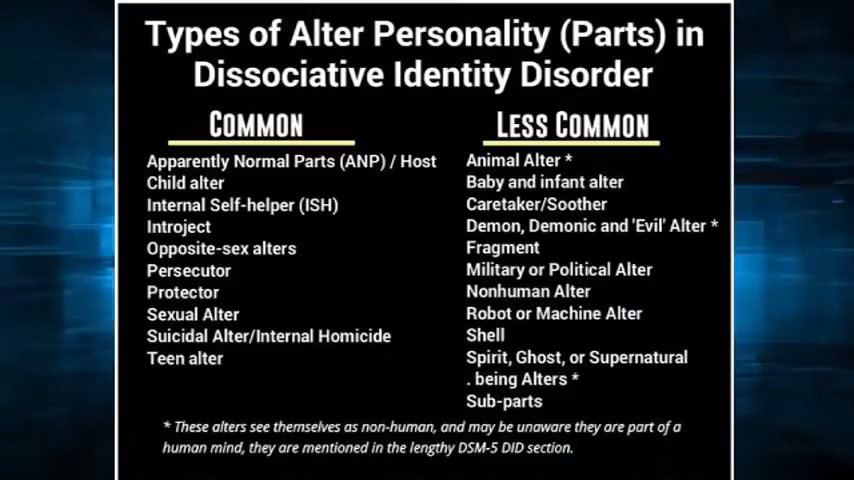 Types of Alter Personality (Parts) in
Dissociative Identity Disorder
COMMON
Apparently Normal Parts (ANP) / Host
Child alter
Internal Self-helper (ISH)
Introject
Opposite-sex alters
Persecutor
Protector
Sexual Alter
Suicidal Alter/Internal Homicide
Teen alter
LESS COMMON
Animal Alter *
Baby and infant alter
Caretaker/Soother
Demon, Demonic and 'Evil' Alter *
Fragment
Military or Political Alter
Nonhuman Alter
Robot or Machine Alter
Shell
Spirit, Ghost, or Supernatural
. being Alters *
Sub-parts
* These alters see themselves as non-human, and may be unaware they are part of a
human mind, they are mentioned in the lengthy DSM-5 DID section.